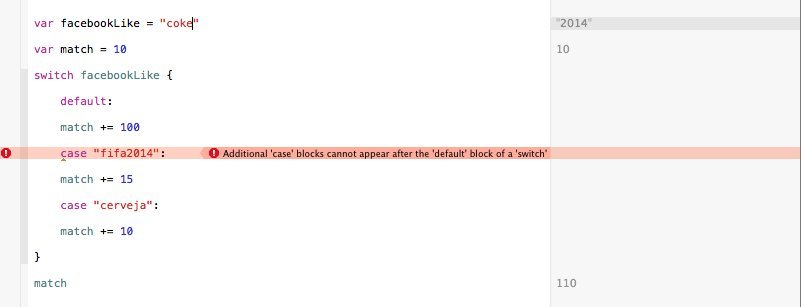 var facebookLike = "coke" "2014"
var match = 10 10
switch facebookLike {
default:
match += 100
case "fifa2014": Additional 'case' blocks cannot appear after the 'default' block of a 'switch'
match += 15
case "cerveja":
match += 10
}
match 110